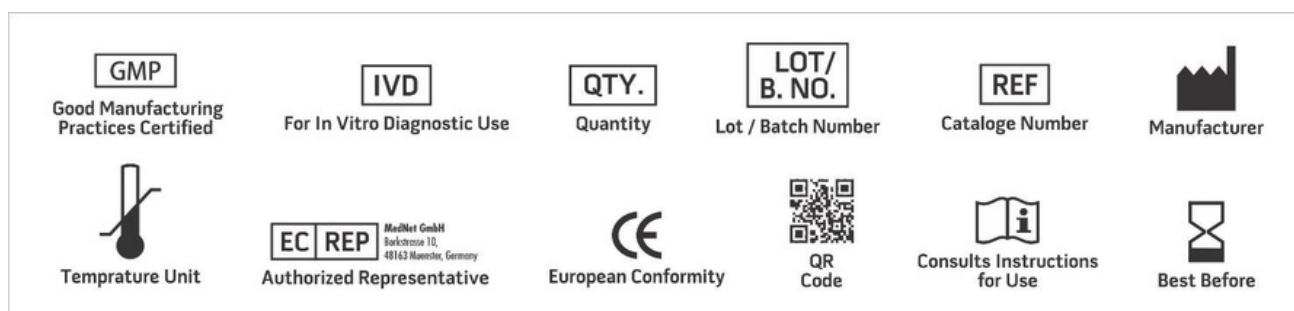 GMP
Good Manufacturing
Practices Certified
IVD
For In Vitro Diagnostic Use
QTY.
Quantity
LOT/
B. NO.
Lot / Batch Number
REF
Cataloge Number
Manufacturer
Temprature Unit
EC REP
MedNet GmbH
Borkstrasse 10,
48163 Muenster, Germany
Authorized Representative
CE
European Conformity
QR
Code
i
Consults Instructions
for Use
Best Before